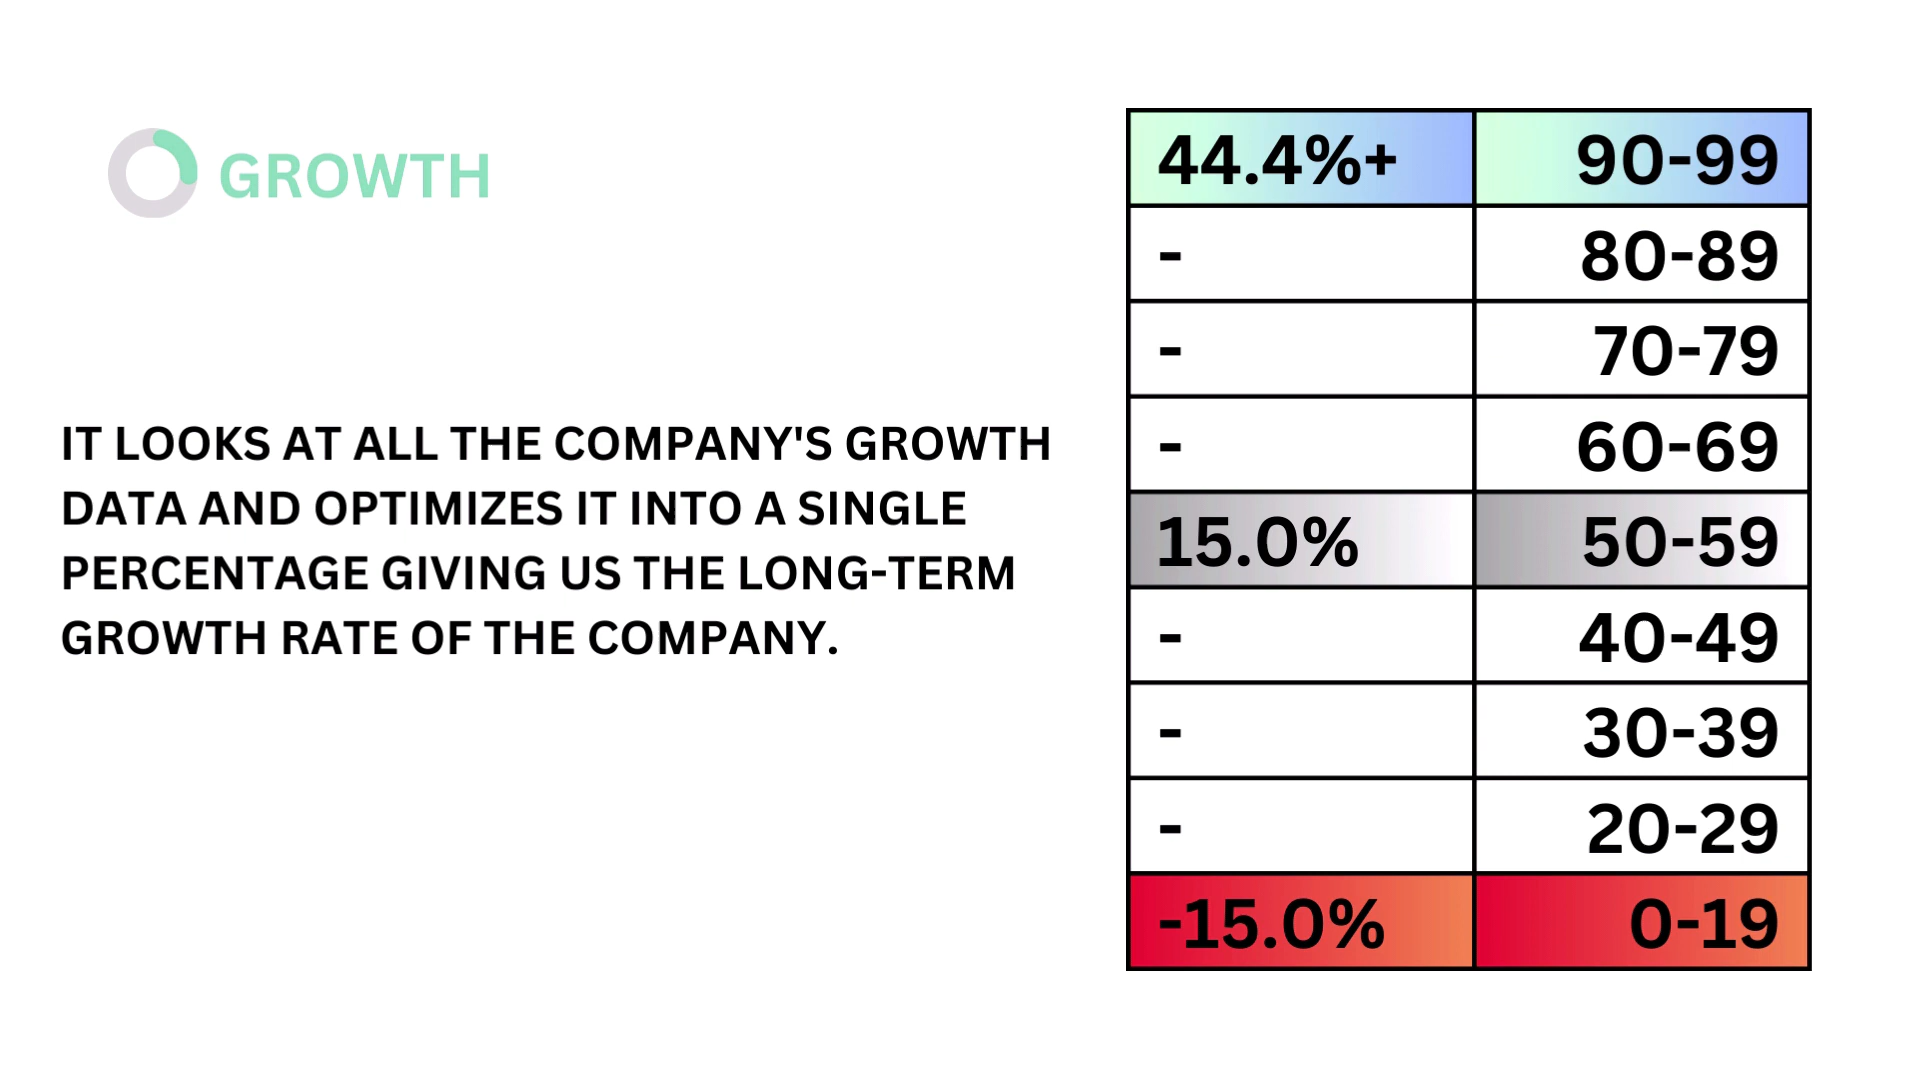 GROWTH
IT LOOKS AT ALL THE COMPANY'S GROWTH
DATA AND OPTIMIZES IT INTO A SINGLE
PERCENTAGE GIVING US THE LONG-TERM
GROWTH RATE OF THE COMPANY.
44.4%+ 90-99
- 80-89
- 70-79
- 60-69
15.0% 50-59
- 40-49
- 30-39
- 20-29
-15.0% 0-19